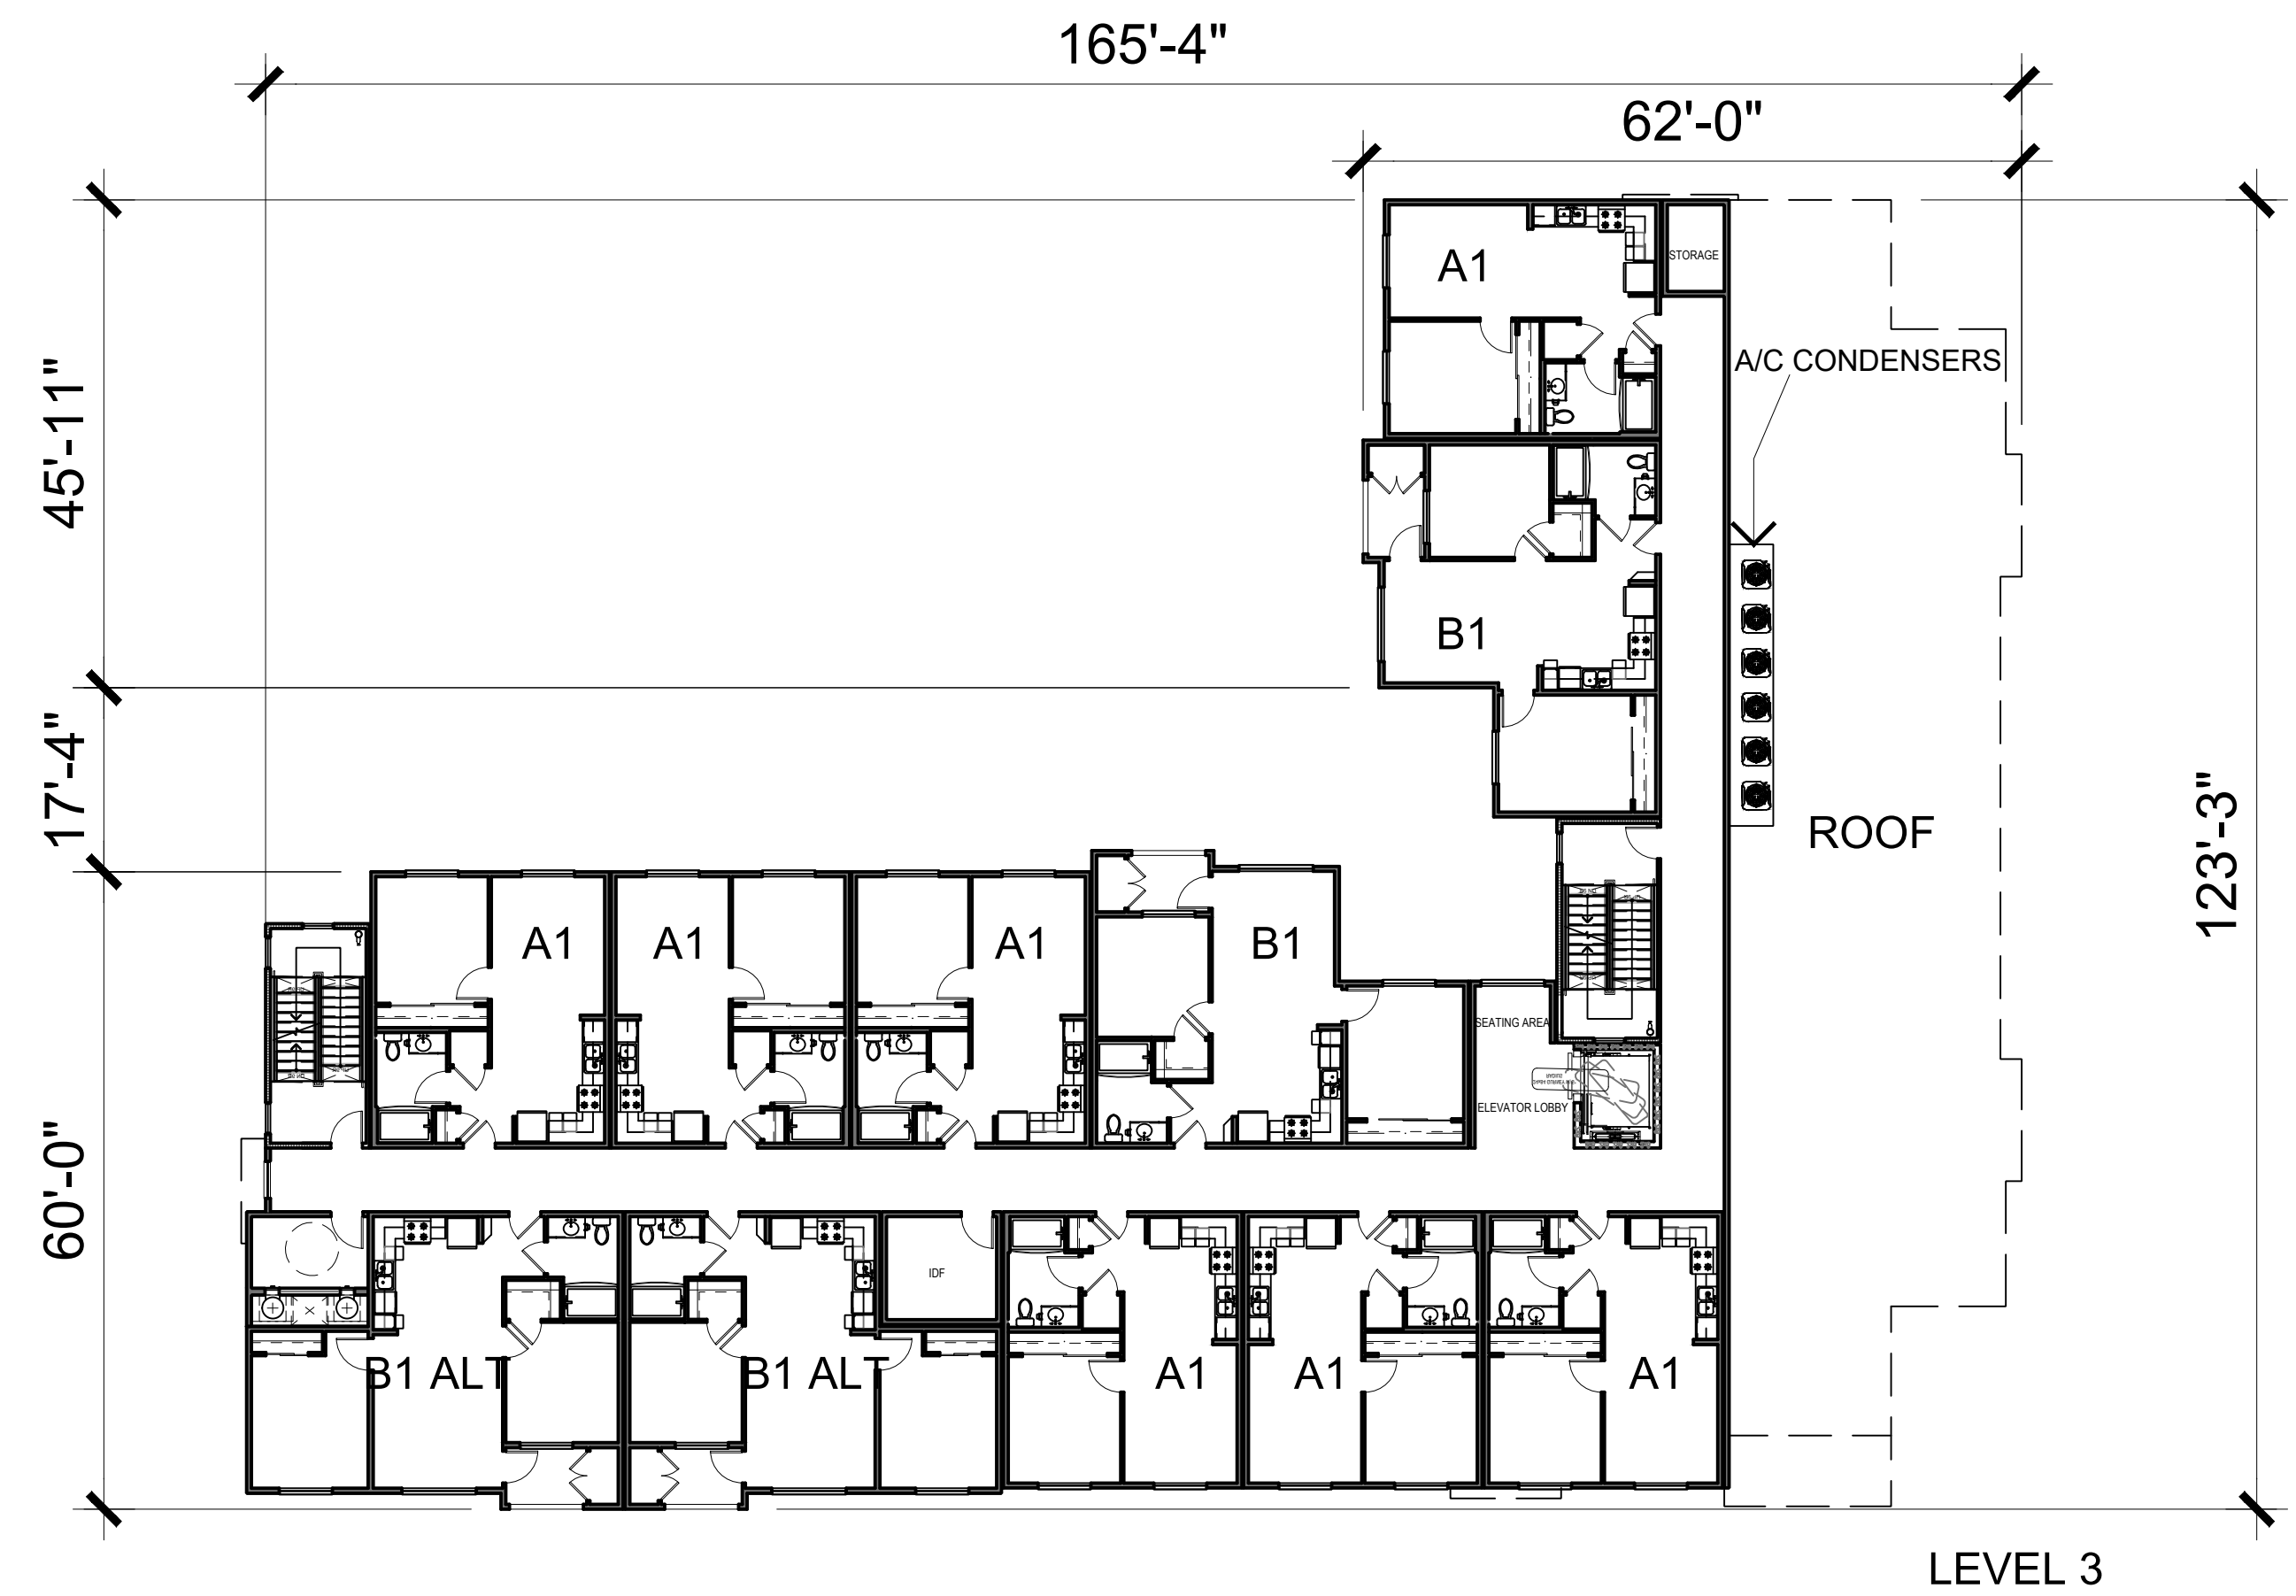 165'-4"
62'-0"
A1
STORAGE
A/C CONDENSERS
45'-11"
B1
17'-4"
ROOF
123'-3"
A1
A1
A1
B1
SEATING AREA
ELEVATOR LOBBY
60'-0"
IDF
B1 ALT
B1 ALT
A1
A1
A1
LEVEL 3